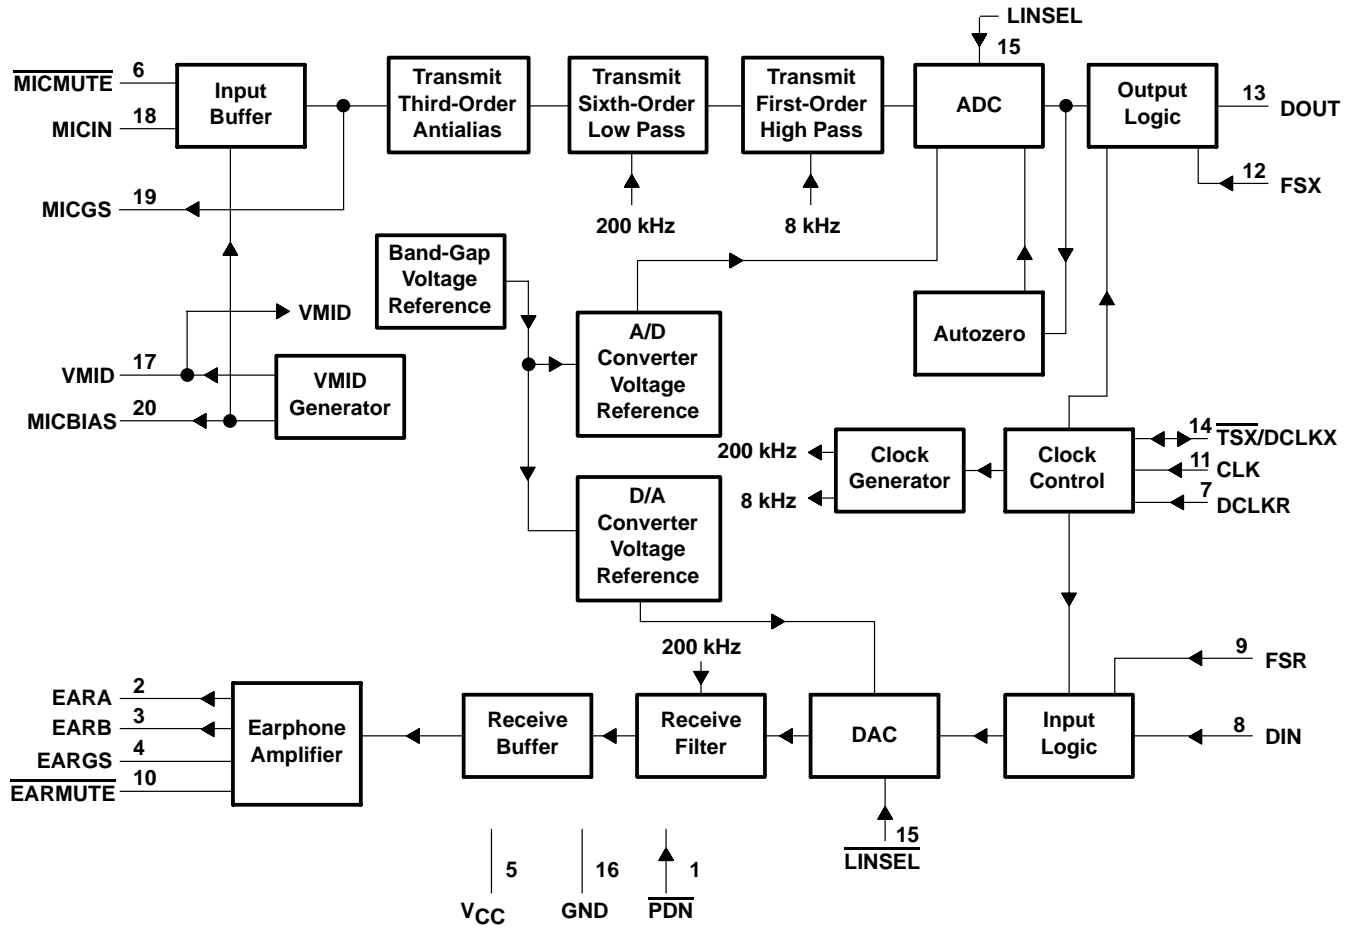 LINSEL
15
MICMUTE
6
MICIN
18
Input
Buffer
Transmit
Third-Order
Antialias
Transmit
Sixth-Order
Low Pass
Transmit
First-Order
High Pass
ADC
Output
Logic
13
DOUT
12
FSX
MICGS
19
200 kHz
8 kHz
Band-Gap
Voltage
Reference
VMID
VMID
17
VMID
Generator
MICBIAS
20
A/D
Converter
Voltage
Reference
Autozero
200 kHz
8 kHz
Clock
Generator
Clock
Control
14
TSX/DCLKX
11
CLK
7
DCLKR
D/A
Converter
Voltage
Reference
200 kHz
9
FSR
EARA
2
EARB
3
EARGS
4
EARMUTE
10
Earphone
Amplifier
Receive
Buffer
Receive
Filter
DAC
Input
Logic
8
DIN
15
LINSEL
5
VCC
16
GND
1
PDN